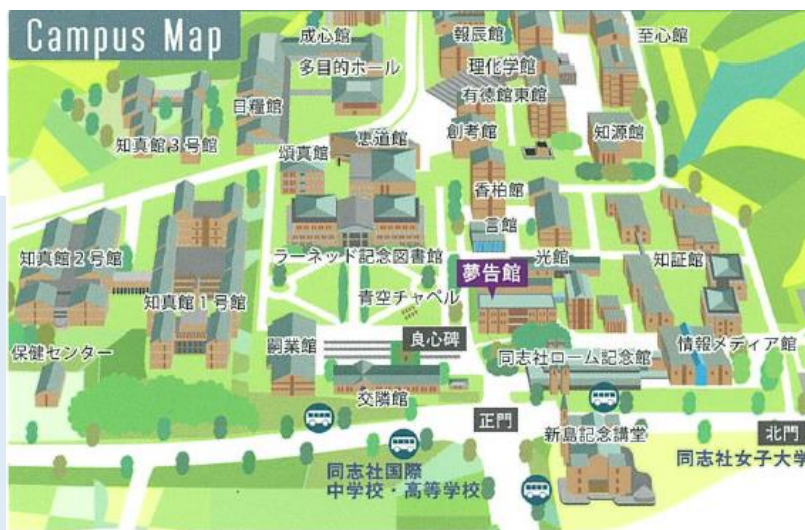 Campus Map
成心館
報辰館
至心館
多目的ホール
理化学館
日糧館
有徳館東館
知真館3号館
頌真館
恵道館
創考館
知源館
香柏館
言館
知真館2号館
ラーネッド記念図書館
光館
知証館
夢告館
知真館1号館
青空チャペル
保健センター
嗣業館
良心碑
同志社ローム記念館
情報メディア館
交隣館
正門
新島記念講堂
北門
同志社国際
中学校・高等学校
同志社女子大学